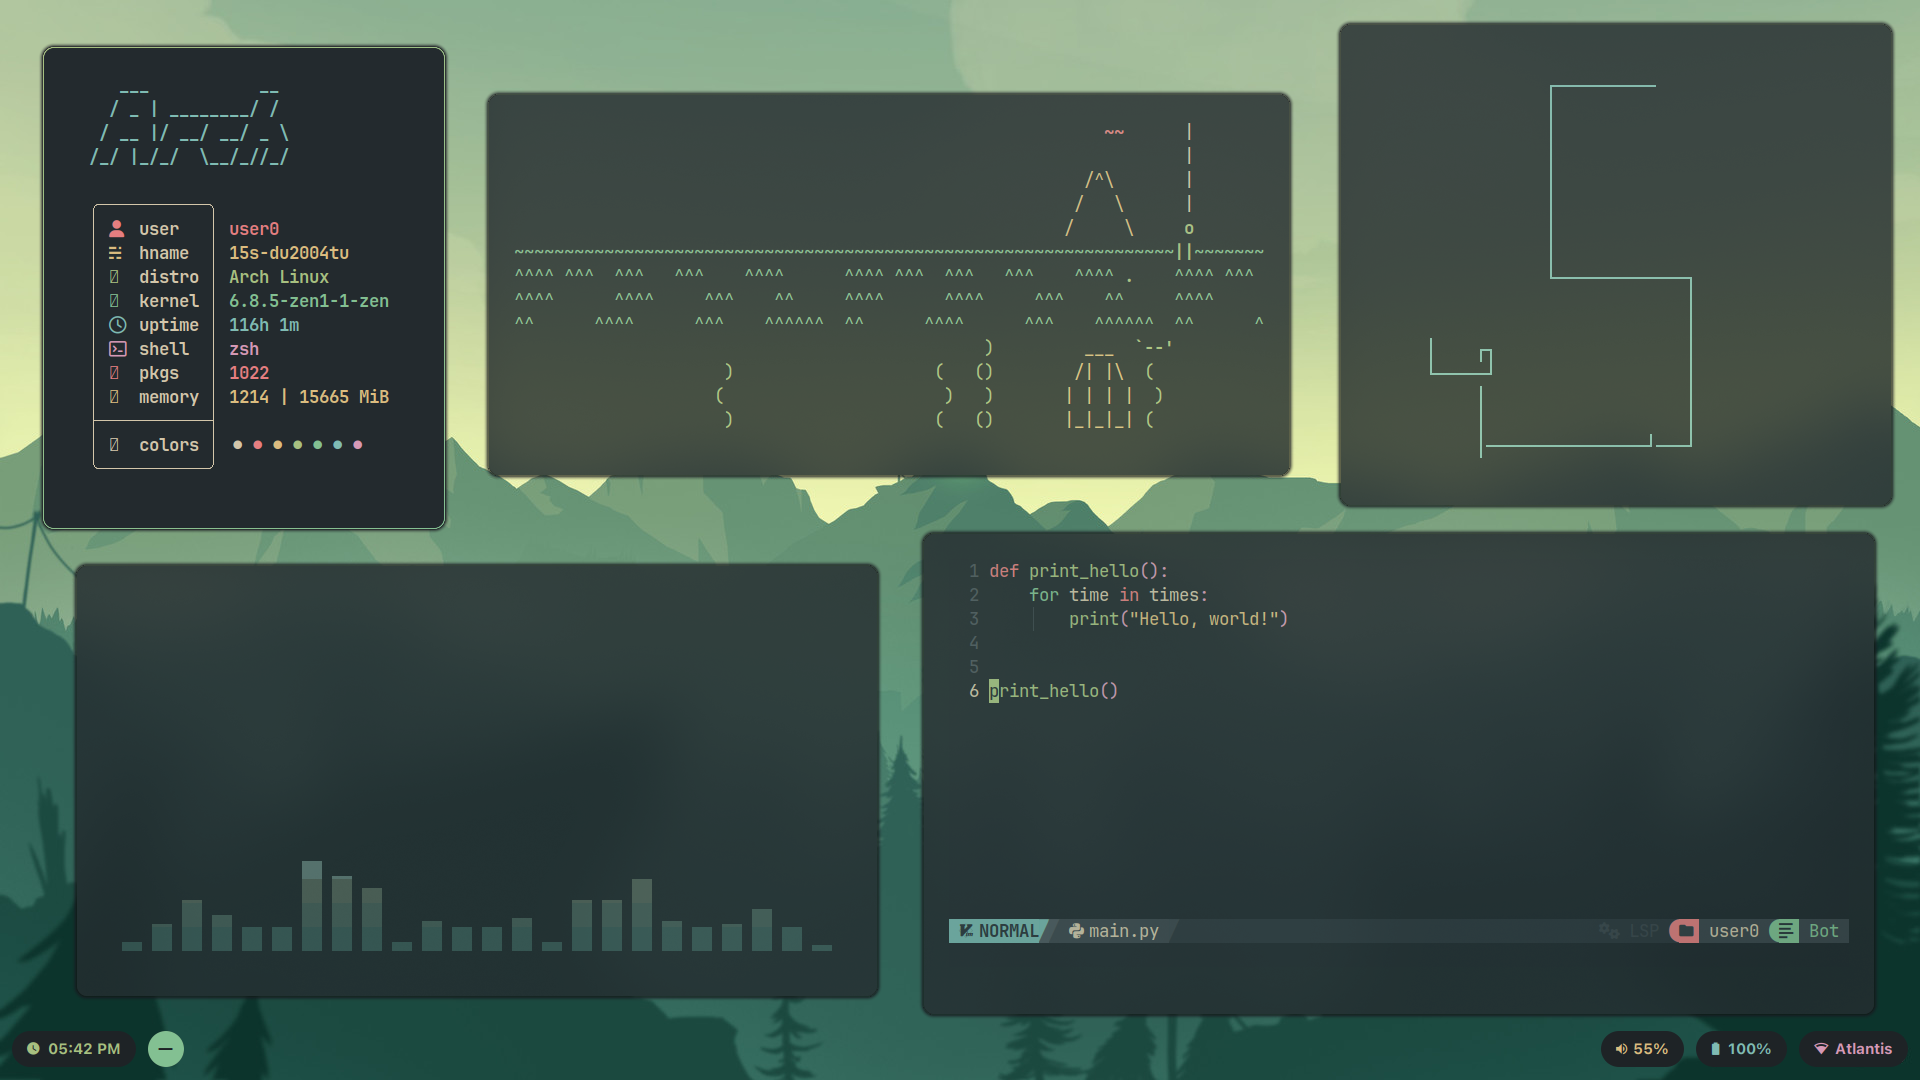 user user0
hname 15s-du2004tu
distro Arch Linux
kernel 6.8.5-zen1-1-zen
uptime 116h 1m
shell zsh
pkgs 1022
memory 1214 | 15665 MiB
colors
1 def print_hello():
2     for time in times:
3         print("Hello, world!")
4
5
6 print_hello()
NORMAL main.py LSP user0 Bot
05:42 PM
55% 100% Atlantis